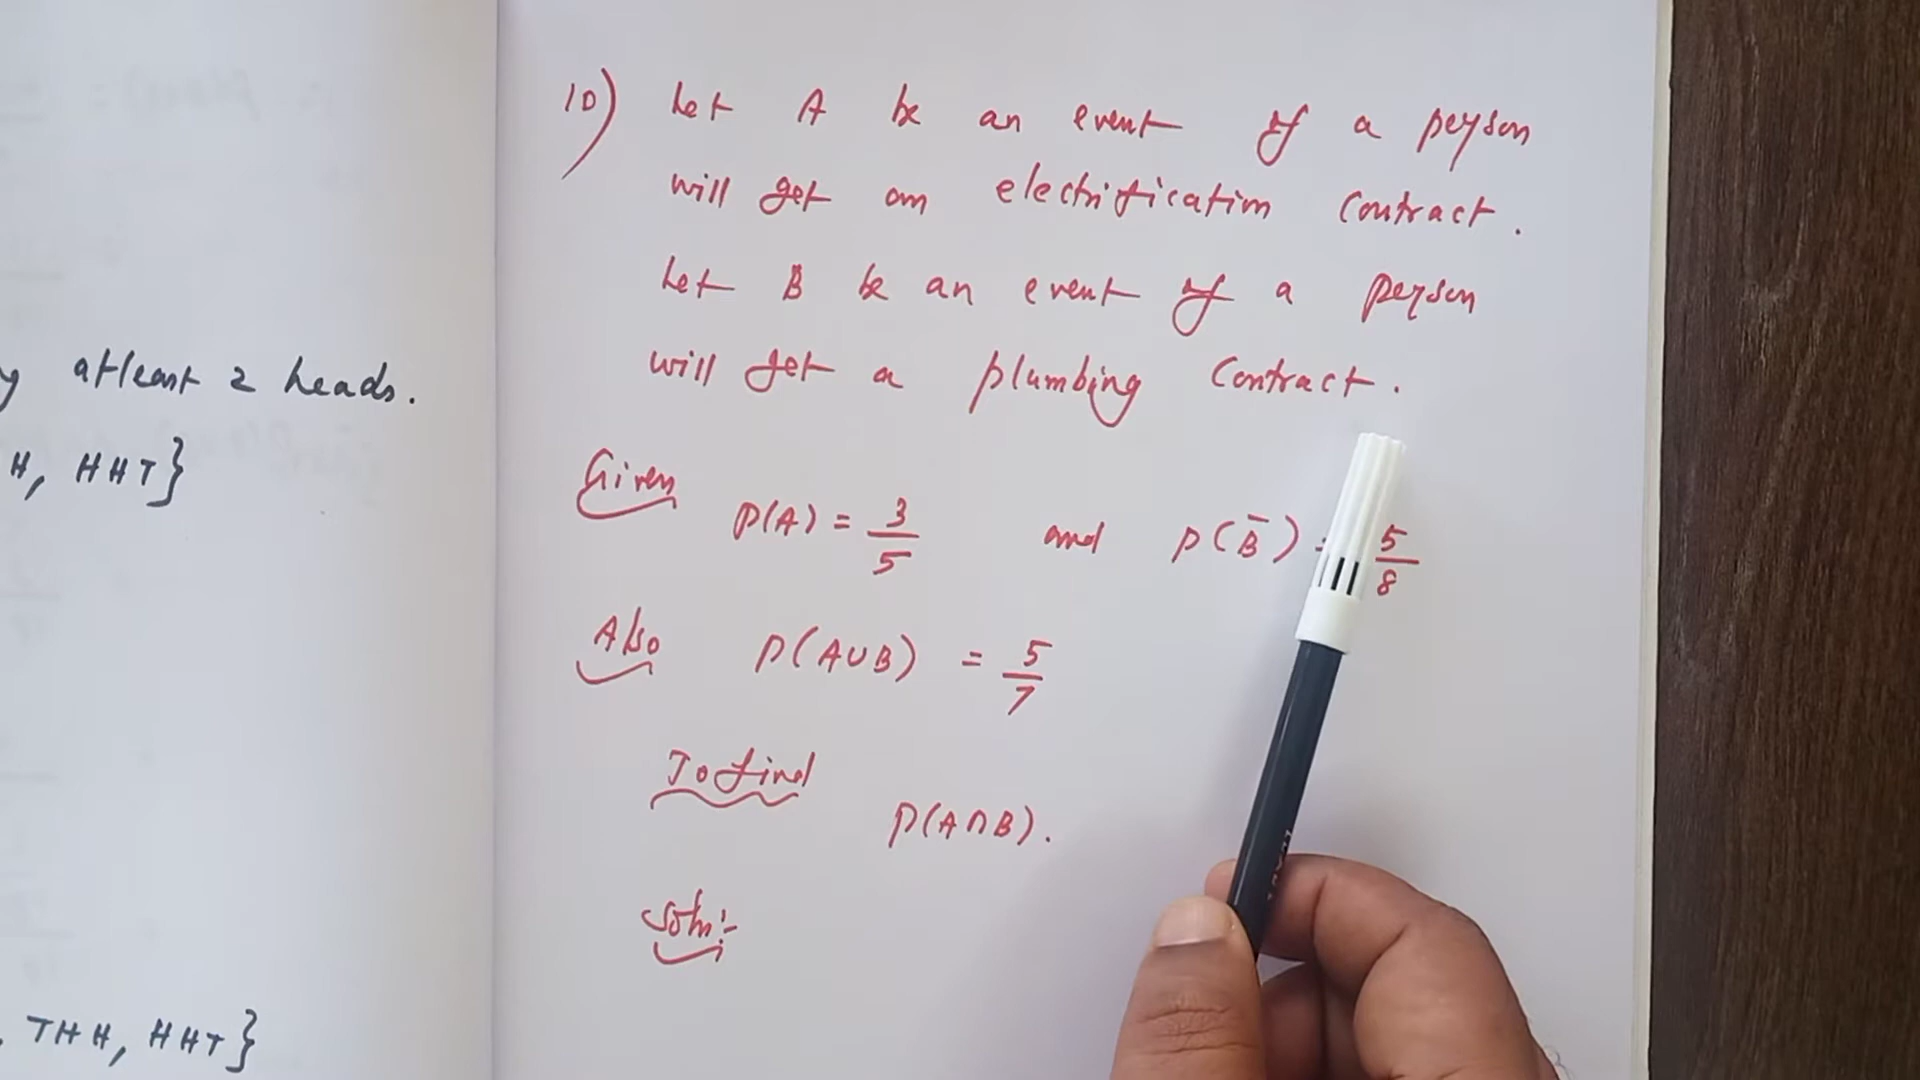 y atleast 2 heads.
H, HHT}
, THH, HHT}
10) Let A be an event of a person
will get an electrification contract.
Let B be an event of a person
will get a plumbing contract.
Given P(A) = 3/5 and P(B̅) = 5/8
Also P(A∪B) = 5/7
To find
P(A∩B).
Soln:-